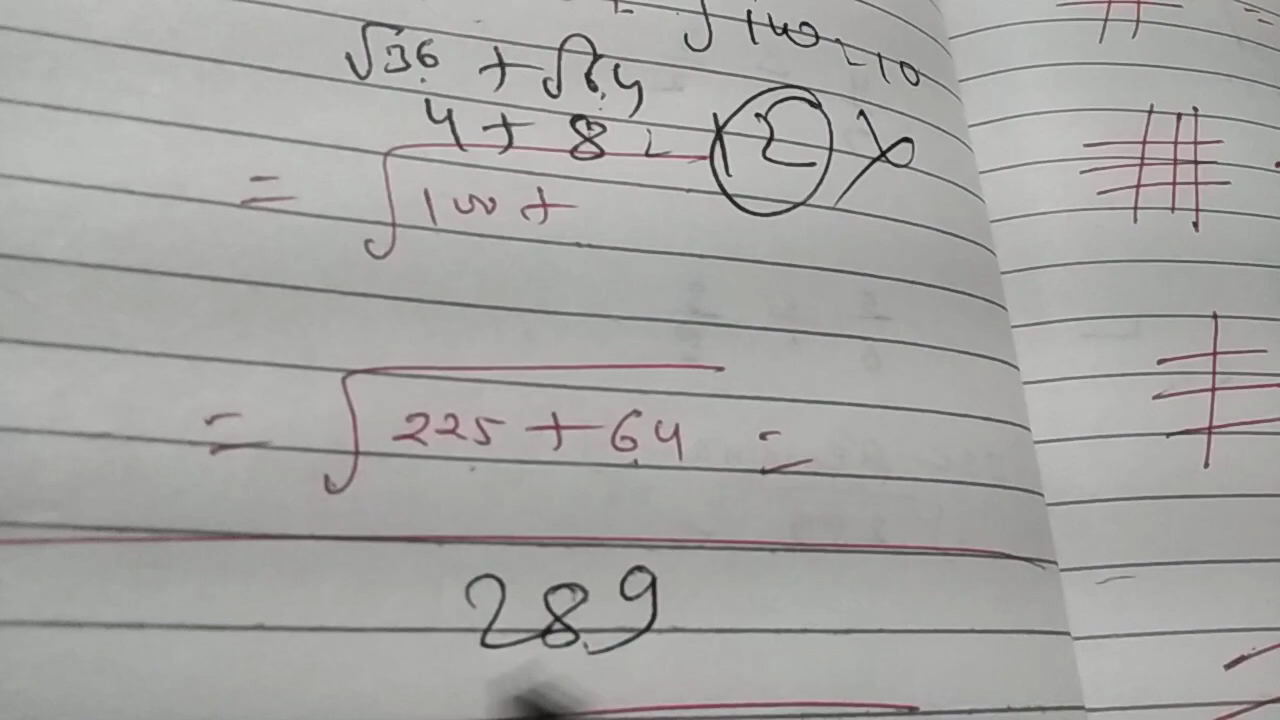 √100 = 10
√36 + √64
4 + 8 = 12 ×
= √100 +
= √225 + 64 =
289